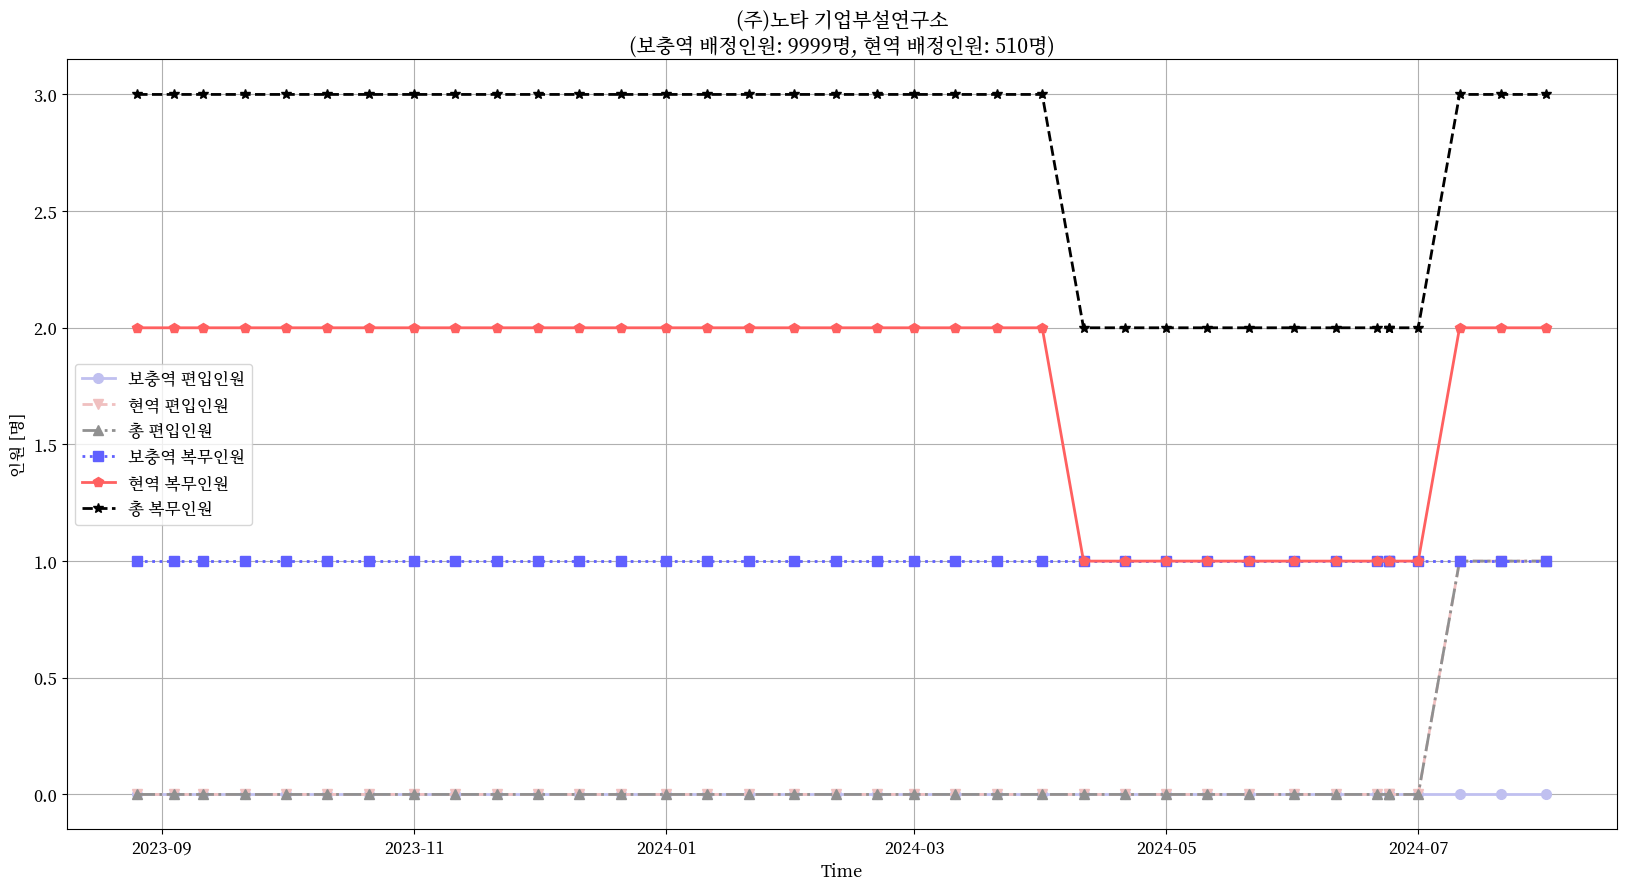 (주)노타 기업부설연구소
(보충역 배정인원: 9999명, 현역 배정인원: 510명)
인원 [명]
3.0
2.5
2.0
1.5
1.0
0.5
0.0
보충역 편입인원
현역 편입인원
총 편입인원
보충역 복무인원
현역 복무인원
총 복무인원
2023-09 2023-11 2024-01 2024-03 2024-05 2024-07
Time